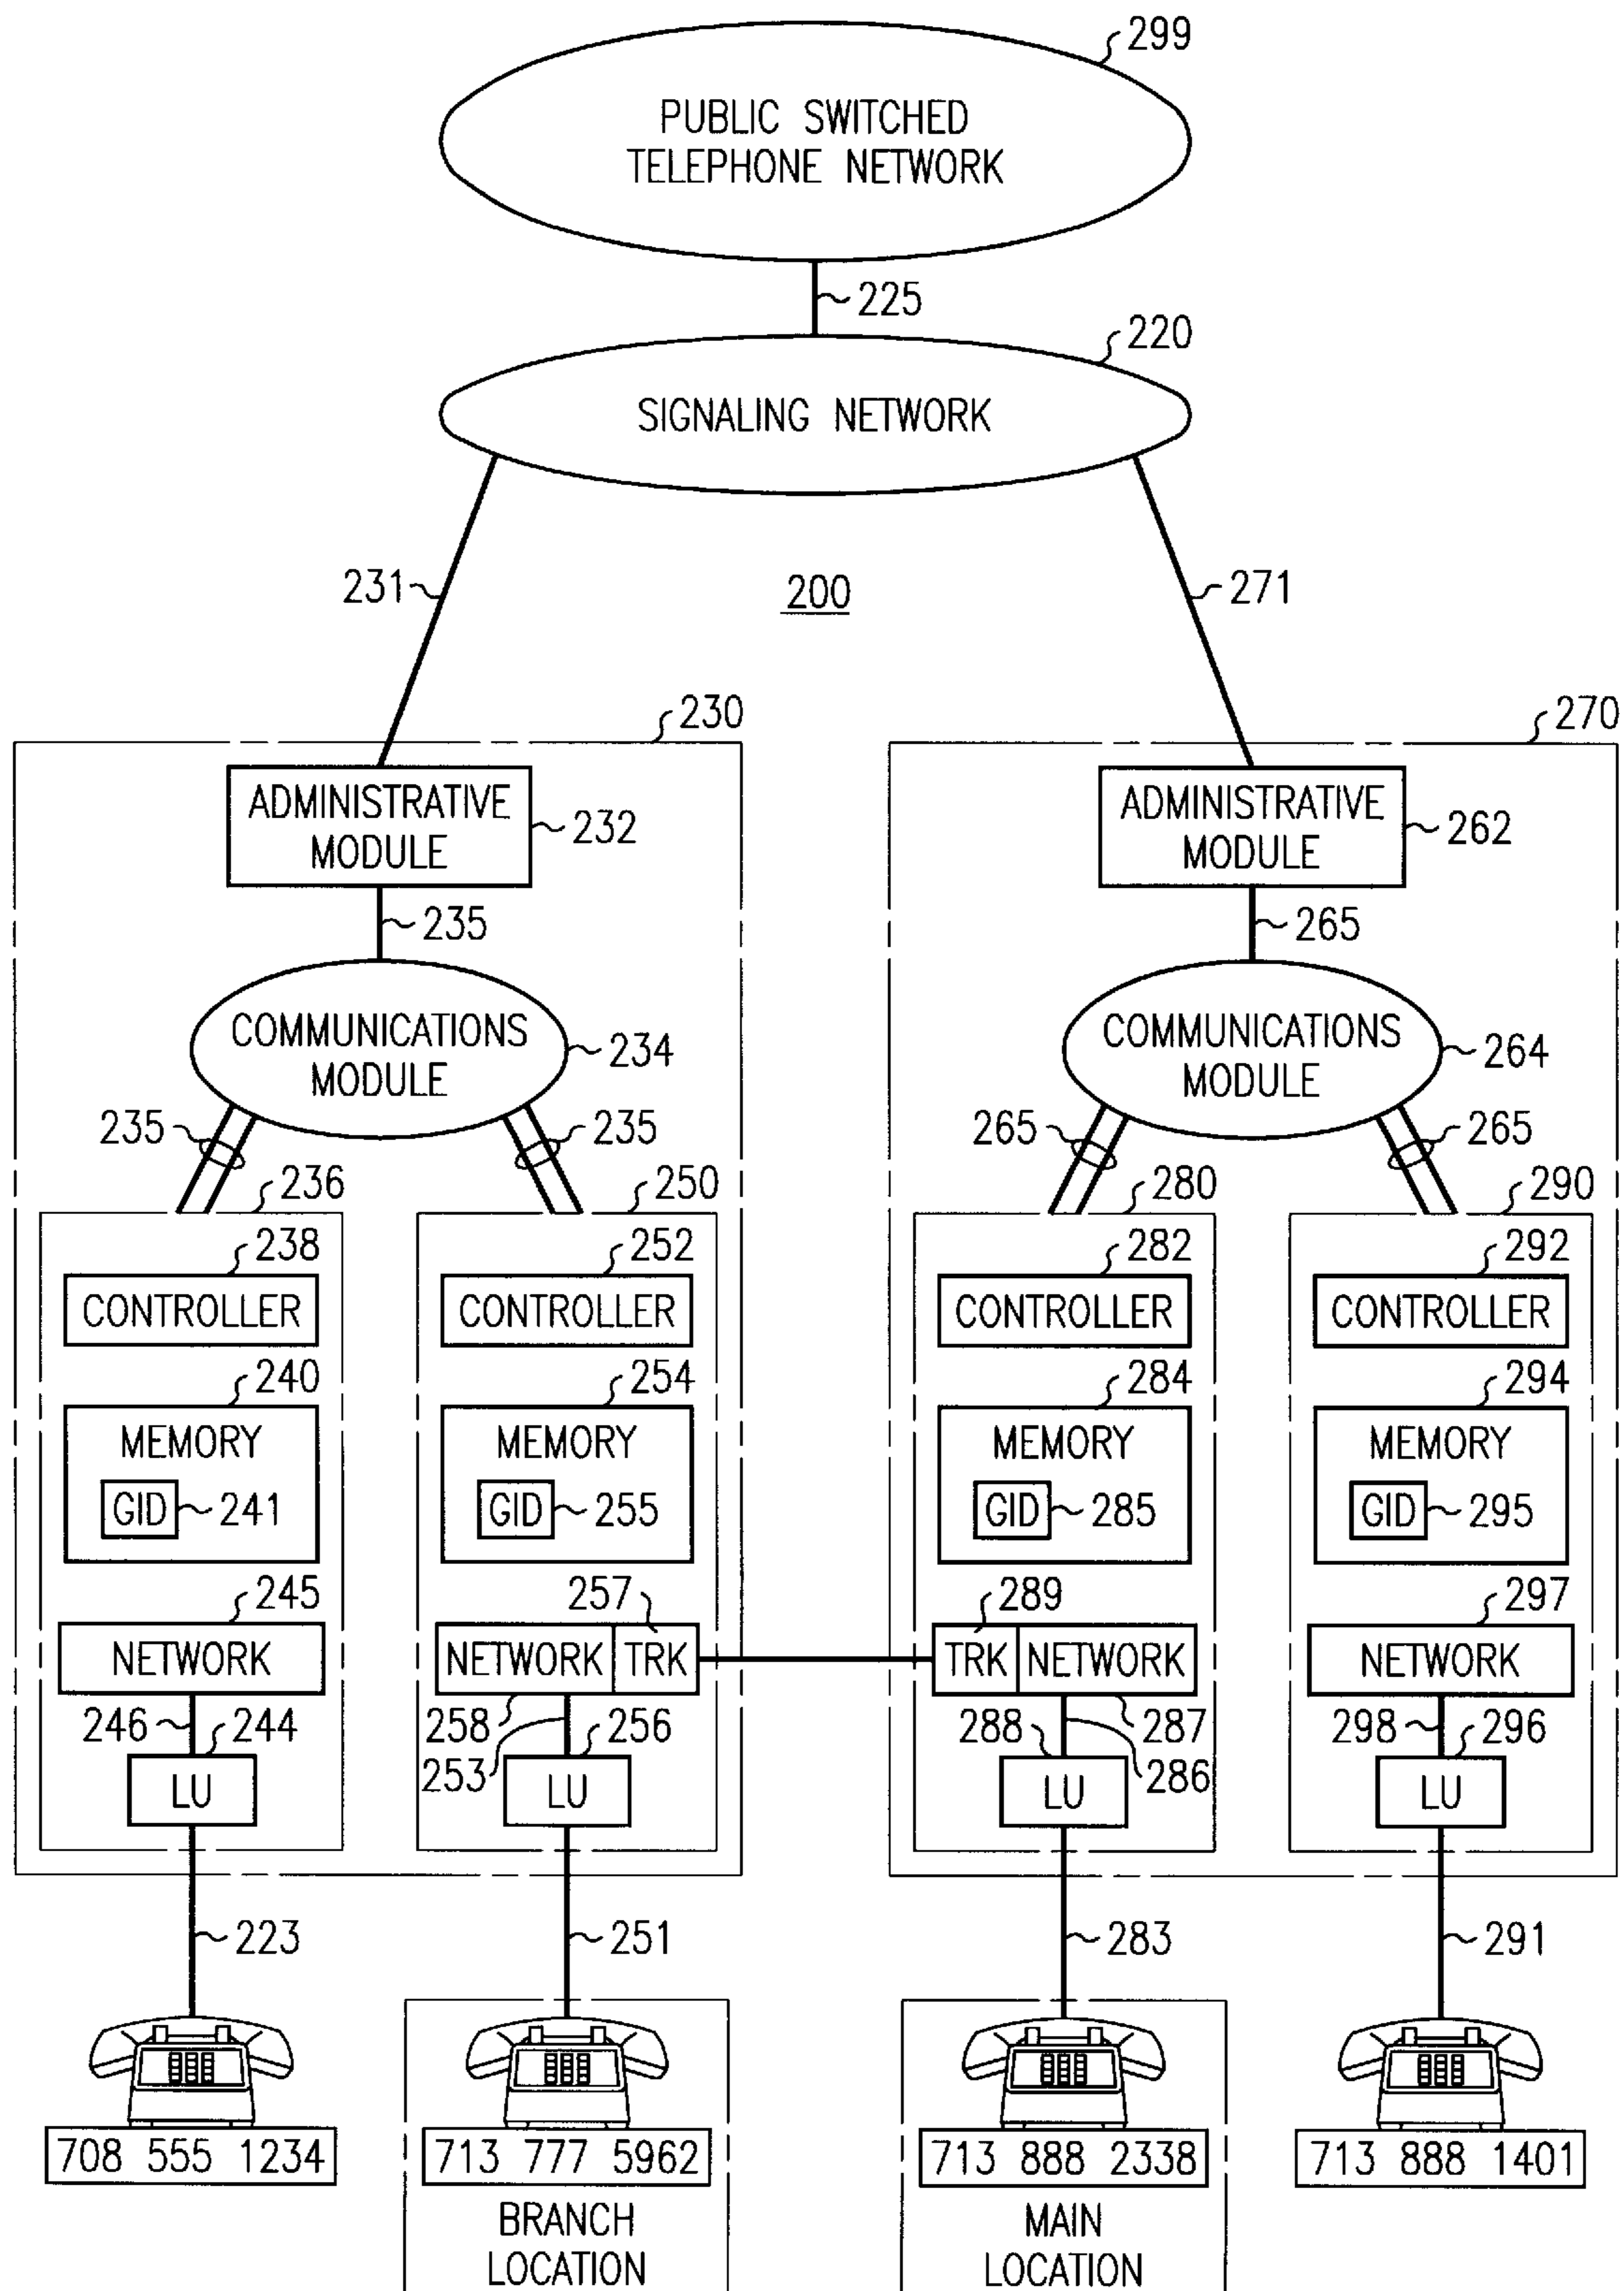 299
PUBLIC SWITCHED
TELEPHONE NETWORK
225
220
SIGNALING NETWORK
231
200
271
230
270
ADMINISTRATIVE
MODULE
232
ADMINISTRATIVE
MODULE
262
235
265
COMMUNICATIONS
MODULE
234
COMMUNICATIONS
MODULE
264
235
235
265
265
236
250
280
290
238
252
282
292
CONTROLLER
CONTROLLER
CONTROLLER
CONTROLLER
240
254
284
294
MEMORY
MEMORY
MEMORY
MEMORY
GID
241
GID
255
GID
285
GID
295
245
257
289
297
NETWORK
NETWORK
TRK
TRK
NETWORK
NETWORK
246
244
258
256
288
287
298
296
253
286
LU
LU
LU
LU
223
251
283
291
708 555 1234
713 777 5962
713 888 2338
713 888 1401
BRANCH
LOCATION
MAIN
LOCATION